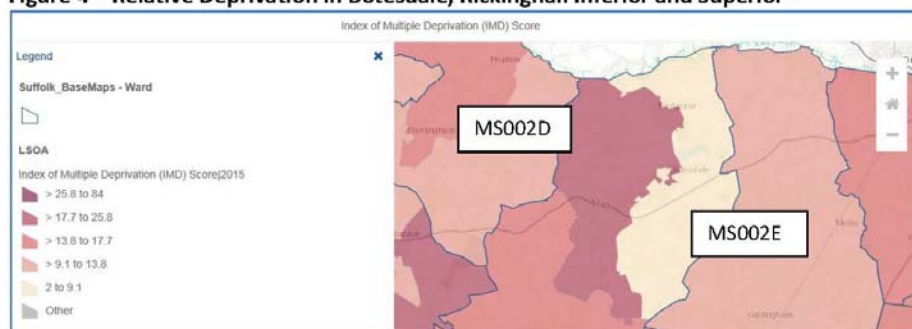 Figure 4 – Relative Deprivation in Botesdale, Rickinghall Inferior and Superior
Index of Multiple Deprivation (IMD) Score
Legend
Suffolk_BaseMaps - Ward
LSOA
Index of Multiple Deprivation (IMD) Score|2015
> 25.8 to 84
> 17.7 to 25.8
> 13.8 to 17.7
> 9.1 to 13.8
2 to 9.1
Other
MS002D
MS002E